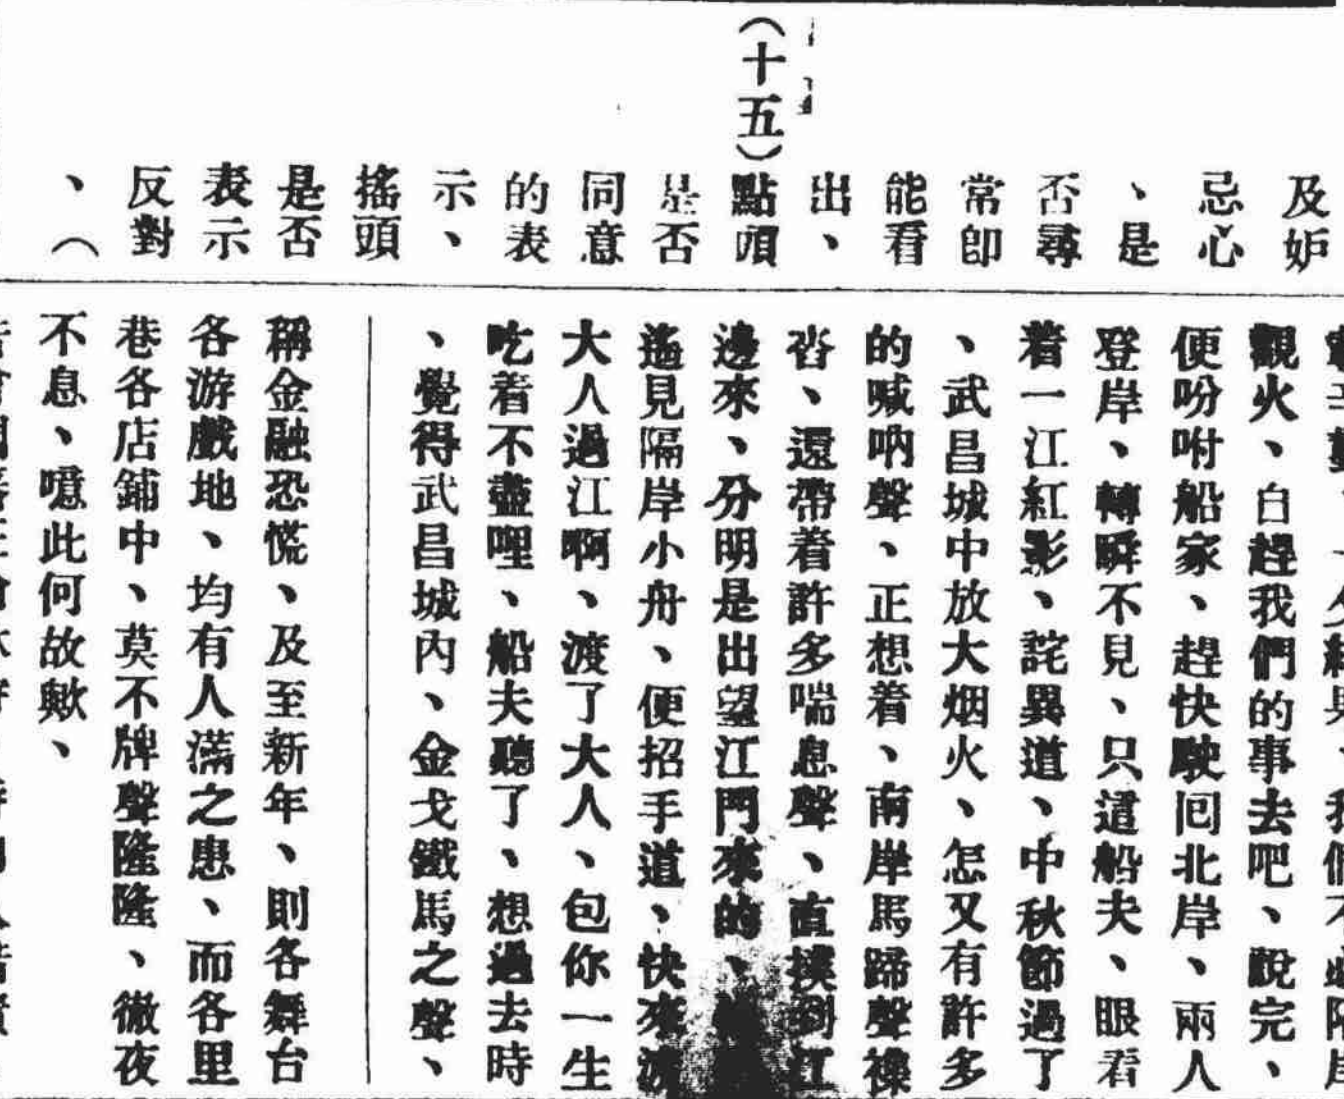 及妒
忌心
、是
否尋
常卽
能看
出、
(十五)點頭
是否
同意
的表
示、
搖頭
是否
表示
反對
、(
觀火、白趕我們的事去吧、說完、
便吩咐船家、趕快駛囘北岸、兩人
登岸、轉瞬不見、只這船夫、眼看
着一江紅影、詫異道、中秋節過了
、武昌城中放大烟火、怎又有許多
的喊吶聲、正想着、南岸馬蹄聲襍
沓、還帶着許多喘息聲、直撲到江
邊來、分明是出望江門來的、
遙見隔岸小舟、便招手道、快來渡
大人過江啊、渡了大人、包你一生
吃着不盡哩、船夫聽了、想過去時
、覺得武昌城內、金戈鐵馬之聲、
稱金融恐慌、及至新年、則各舞台
各游戲地、均有人滿之患、而各里
巷各店鋪中、莫不牌聲隆隆、徹夜
不息、噫此何故歟、